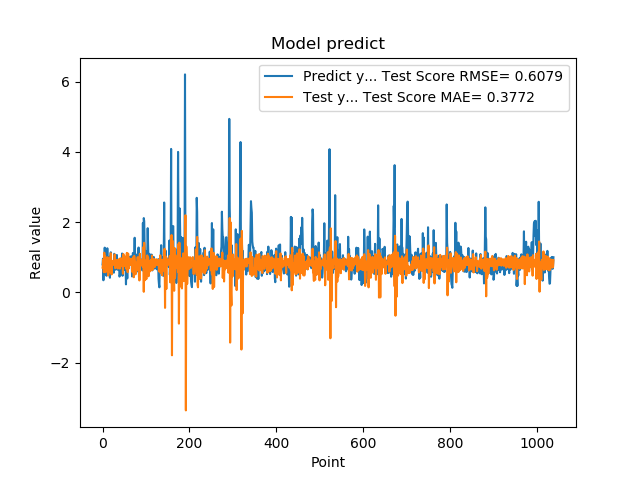 Model predict
Predict y... Test Score RMSE= 0.6079
Test y... Test Score MAE= 0.3772
Real value
6
4
2
0
−2
0 200 400 600 800 1000
Point